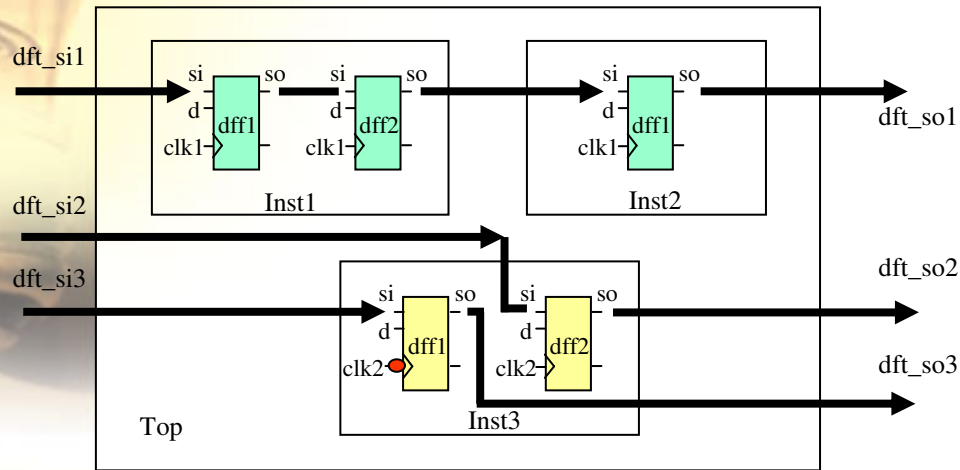 dft_si1
si so si so si so
d d d
dff1 dff2 dff1
clk1 clk1 clk1
dft_so1
Inst1 Inst2
dft_si2
dft_si3
dft_so2
si so si so
d d
dff1 dff2
clk2 clk2
dft_so3
Inst3
Top